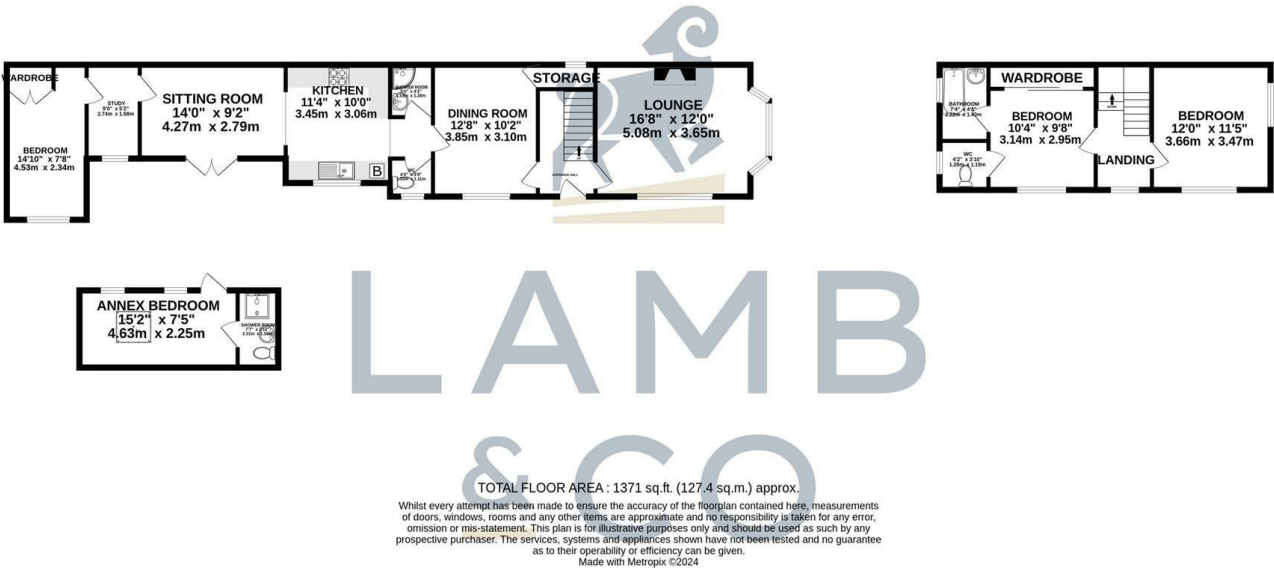 WARDROBE
BEDROOM
14'10" x 7'8"
4.53m x 2.34m
STUDY
9'0" x 5'2"
2.74m x 1.58m
SITTING ROOM
14'0" x 9'2"
4.27m x 2.79m
KITCHEN
11'4" x 10'0"
3.45m x 3.06m
B
SHOWER ROOM
WC
DINING ROOM
12'8" x 10'2"
3.85m x 3.10m
STORAGE
ENTRANCE HALL
LOUNGE
16'8" x 12'0"
5.08m x 3.65m
BATHROOM
WC
4'2" x 3'10"
1.28m x 1.18m
WARDROBE
BEDROOM
10'4" x 9'8"
3.14m x 2.95m
LANDING
BEDROOM
12'0" x 11'5"
3.66m x 3.47m
ANNEX BEDROOM
15'2" x 7'5"
4.63m x 2.25m
SHOWER ROOM
LAMB
& CO
TOTAL FLOOR AREA : 1371 sq.ft. (127.4 sq.m.) approx.
Whilst every attempt has been made to ensure the accuracy of the floorplan contained here, measurements
of doors, windows, rooms and any other items are approximate and no responsibility is taken for any error,
omission or mis-statement. This plan is for illustrative purposes only and should be used as such by any
prospective purchaser. The services, systems and appliances shown have not been tested and no guarantee
as to their operability or efficiency can be given.
Made with Metropix ©2024